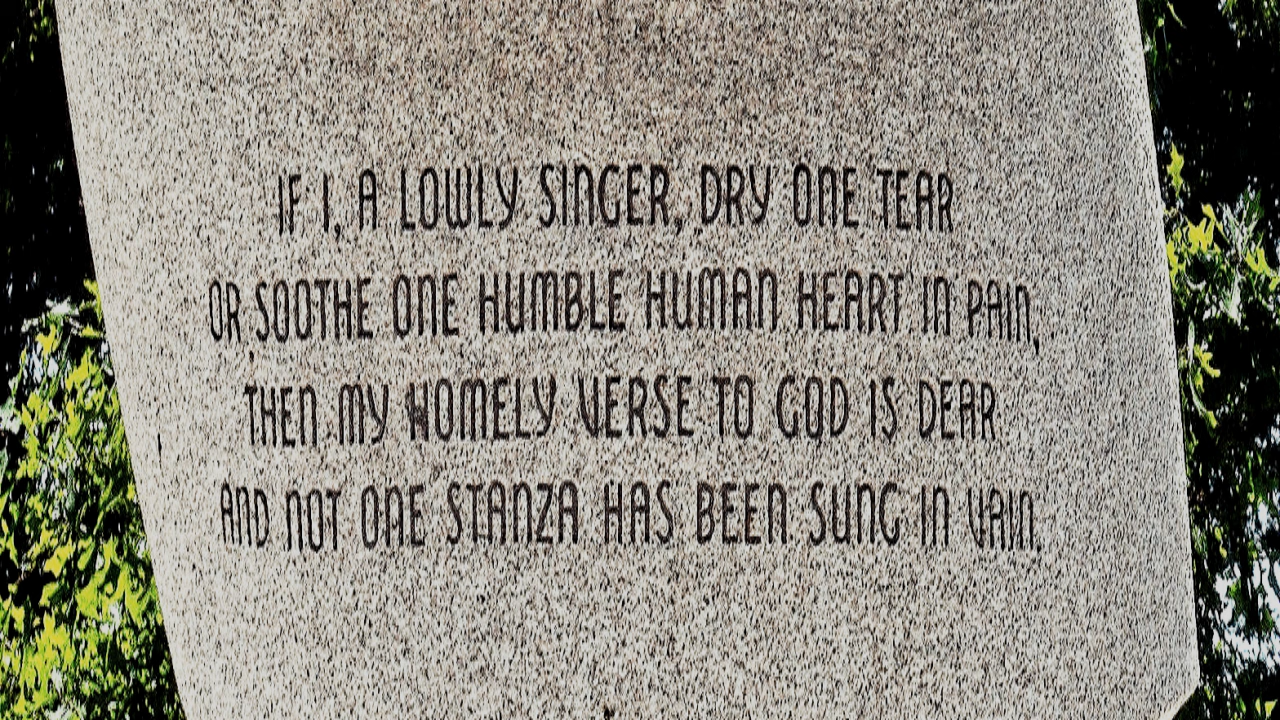 IF I, A LOWLY SINGER, DRY ONE TEAR
OR SOOTHE ONE HUMBLE HUMAN HEART IN PAIN,
THEN MY HOMELY VERSE TO GOD IS DEAR
AND NOT ONE STANZA HAS BEEN SUNG IN VAIN.